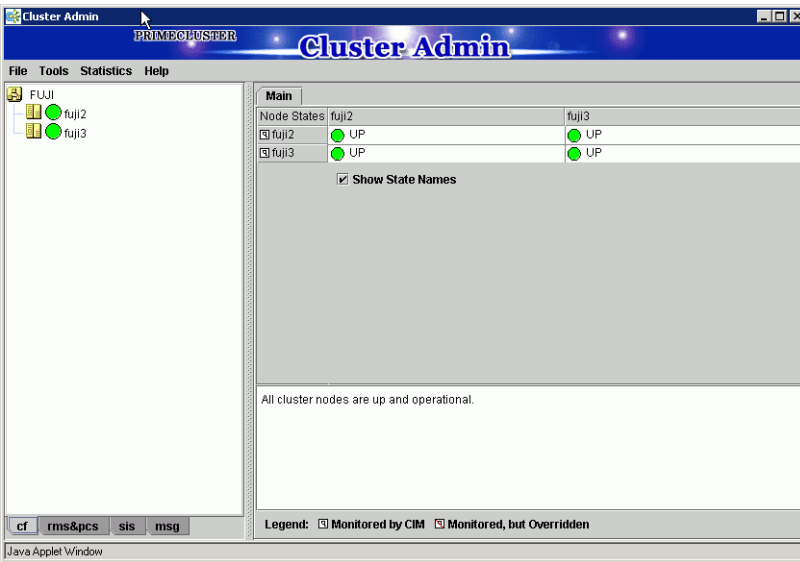 Cluster Admin
PRIMECLUSTER
Cluster Admin
File Tools Statistics Help
FUJI
fuji2
fuji3
Main
Node States fuji2 fuji3
fuji2 UP UP
fuji3 UP UP
Show State Names
All cluster nodes are up and operational.
cf rms&pcs sis msg
Legend: Monitored by CIM Monitored, but Overridden
Java Applet Window